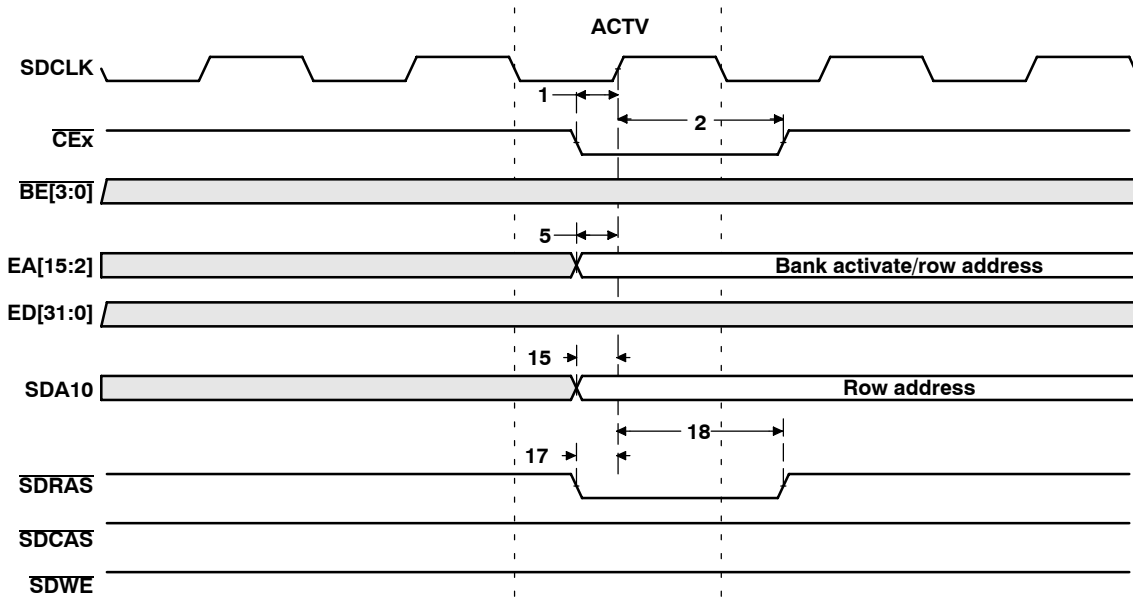 ACTV
SDCLK
1
2
CEx
BE[3:0]
5
EA[15:2]
Bank activate/row address
ED[31:0]
15
SDA10
Row address
18
17
SDRAS
SDCAS
SDWE